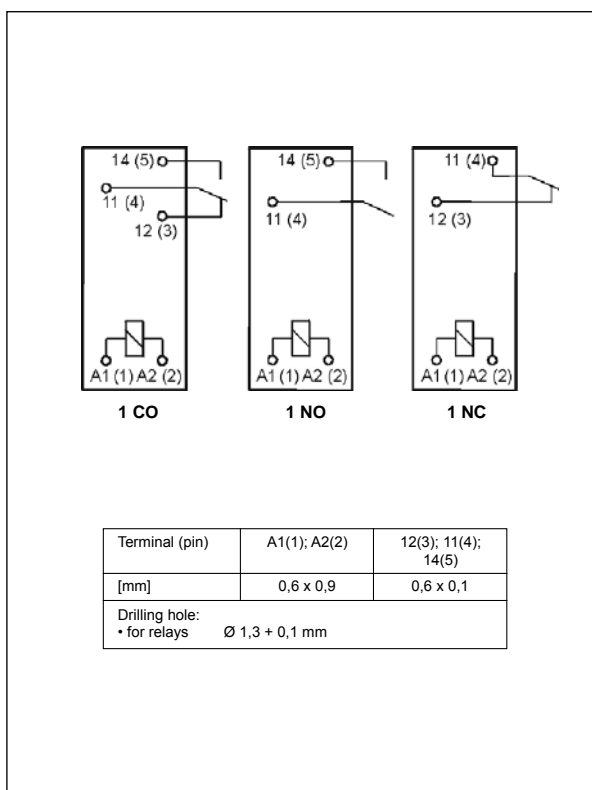 14 (5)
11 (4)
12 (3)
A1 (1) A2 (2)
1 CO
14 (5)
11 (4)
A1 (1) A2 (2)
1 NO
11 (4)
12 (3)
A1 (1) A2 (2)
1 NC
Terminal (pin) A1(1); A2(2) 12(3); 11(4);
14(5)
[mm] 0,6 x 0,9 0,6 x 0,1
Drilling hole:
• for relays Ø 1,3 + 0,1 mm